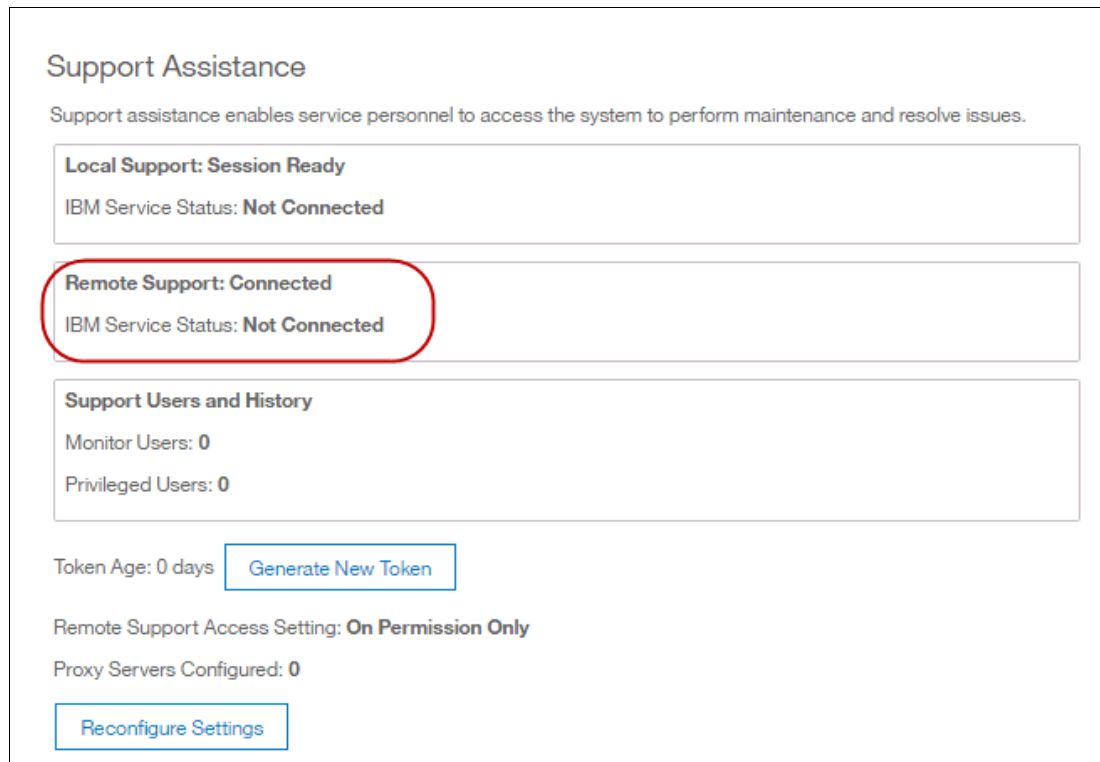 Support Assistance
Support assistance enables service personnel to access the system to perform maintenance and resolve issues.
Local Support: Session Ready
IBM Service Status: Not Connected
Remote Support: Connected
IBM Service Status: Not Connected
Support Users and History
Monitor Users: 0
Privileged Users: 0
Token Age: 0 days Generate New Token
Remote Support Access Setting: On Permission Only
Proxy Servers Configured: 0
Reconfigure Settings